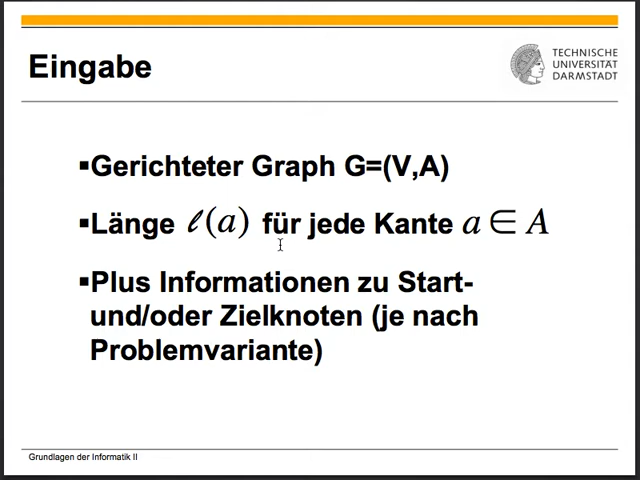 Eingabe
TECHNISCHE
UNIVERSITÄT
DARMSTADT
▪Gerichteter Graph G=(V,A)
▪Länge ℓ(a) für jede Kante a ∈ A
▪Plus Informationen zu Start-
und/oder Zielknoten (je nach
Problemvariante)
Grundlagen der Informatik II